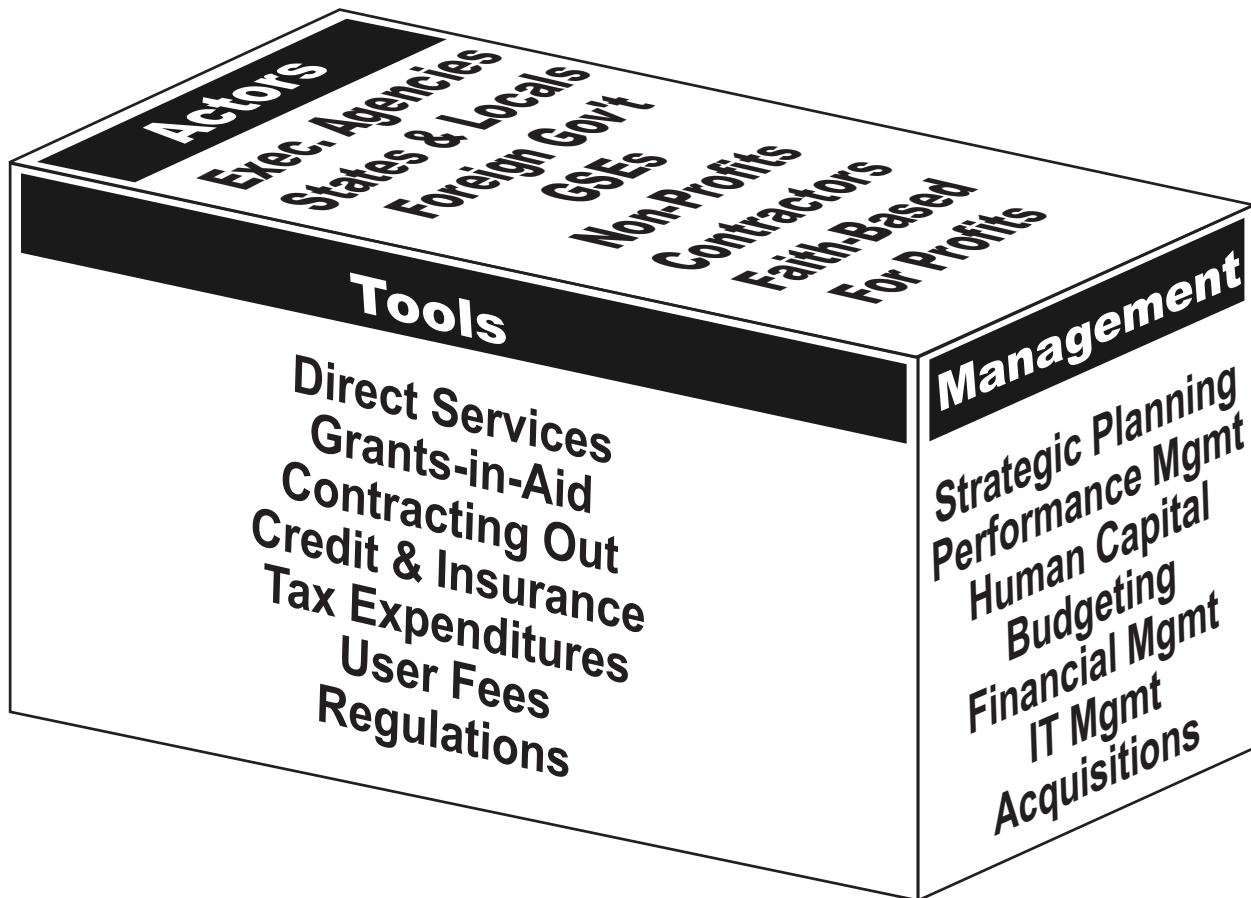 Actors
Exec. Agencies
States & Locals
Foreign Gov't
GSEs
Non-Profits
Contractors
Faith-Based
For Profits
Tools
Direct Services
Grants-in-Aid
Contracting Out
Credit & Insurance
Tax Expenditures
User Fees
Regulations
Management
Strategic Planning
Performance Mgmt
Human Capital
Budgeting
Financial Mgmt
IT Mgmt
Acquisitions